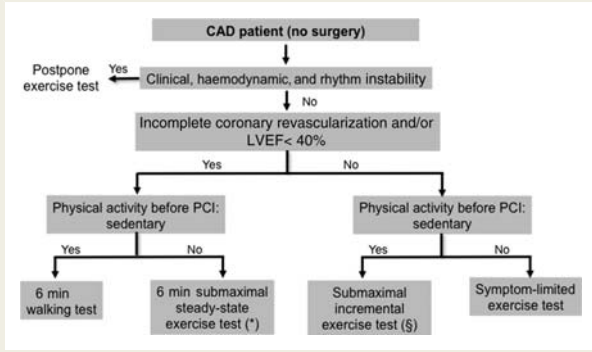 CAD patient (no surgery)
Postpone
exercise test
Yes
Clinical, haemodynamic, and rhythm instability
No
Incomplete coronary revascularization and/or
LVEF< 40%
Yes
No
Physical activity before PCI:
sedentary
Physical activity before PCI:
sedentary
Yes
No
Yes
No
6 min
walking test
6 min submaximal
steady-state
exercise test (*)
Submaximal
incremental
exercise test (§)
Symptom-limited
exercise test